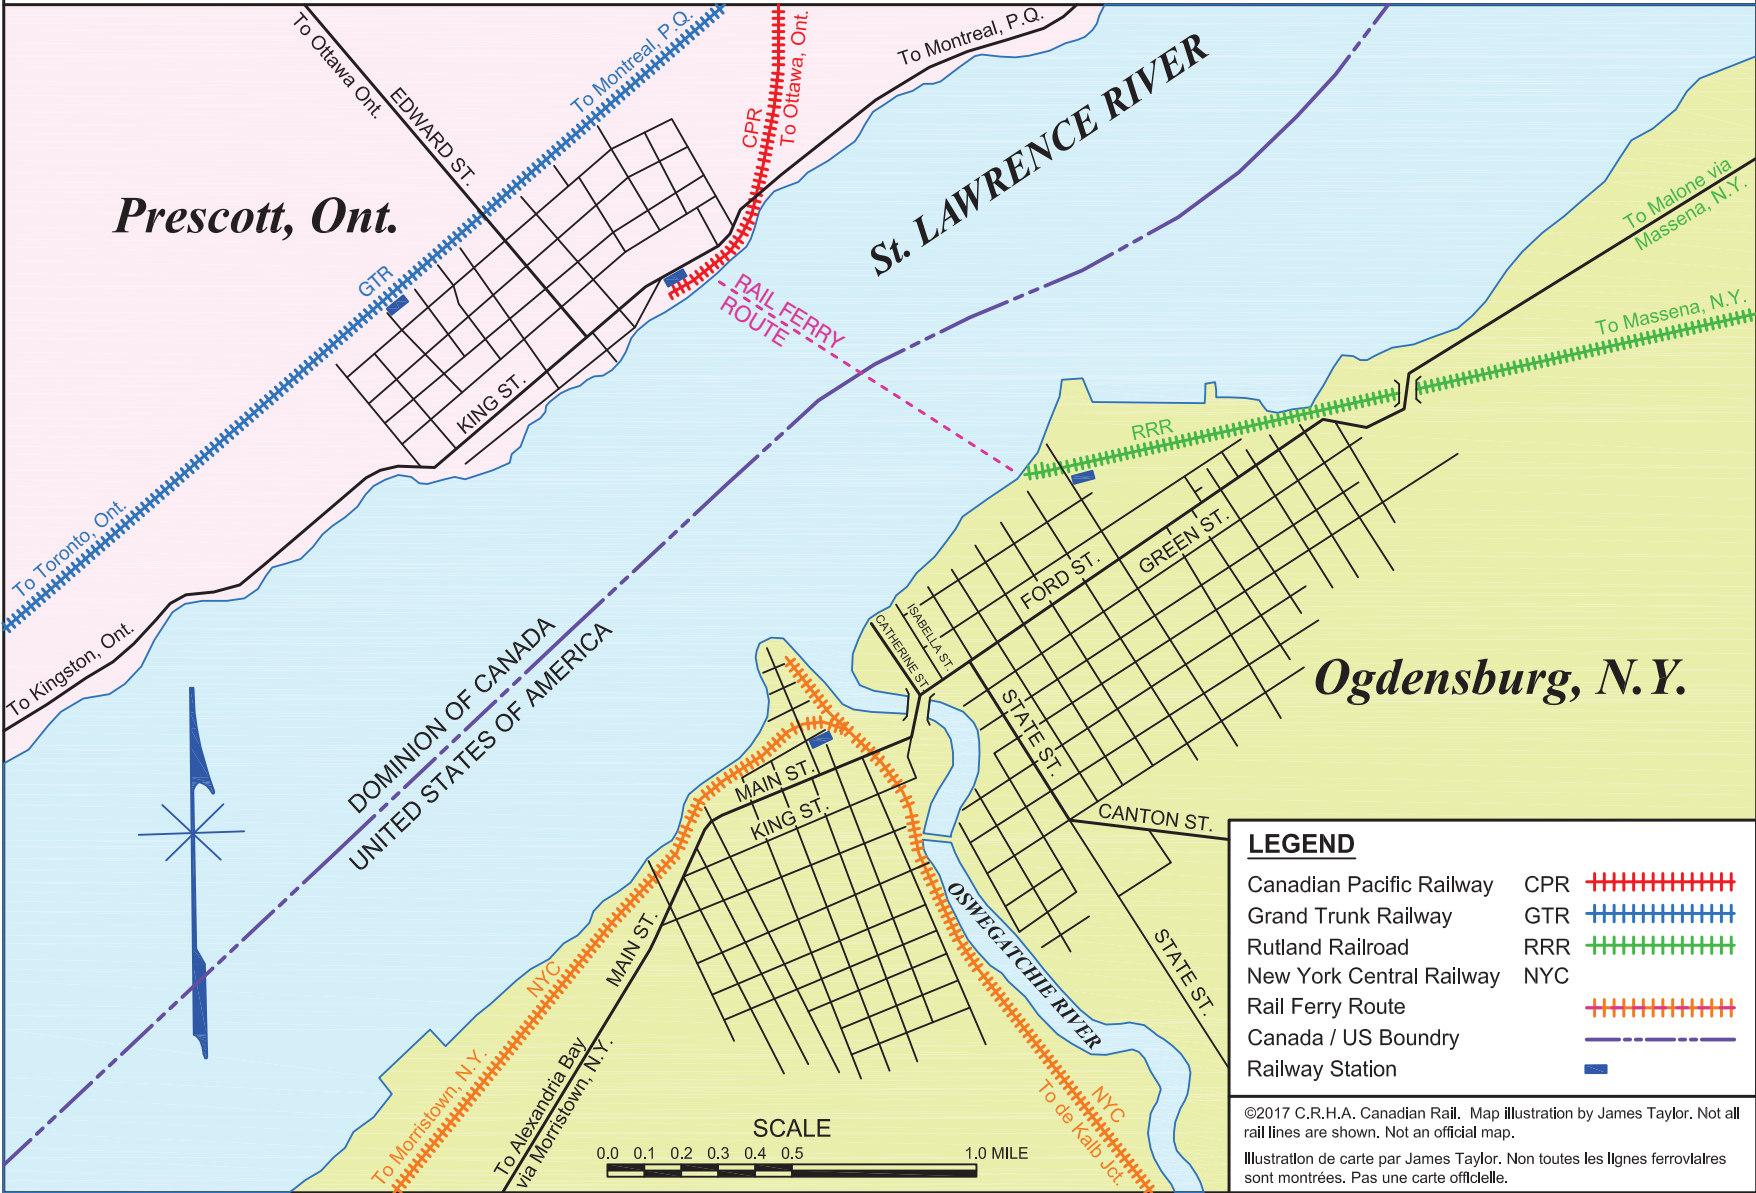 To Ottawa Ont.
EDWARD ST.
To Montreal, P.Q.
CPR
To Ottawa, Ont.
To Montreal, P.Q.
St. LAWRENCE RIVER
Prescott, Ont.
GTR
KING ST.
RAIL FERRY
ROUTE
To Malone via
Massena, N.Y.
To Massena, N.Y.
RRR
To Toronto, Ont.
To Kingston, Ont.
FORD ST.
GREEN ST.
ISABELLA ST.
CATHERINE ST
STATE ST.
Ogdensburg, N.Y.
DOMINION OF CANADA
UNITED STATES OF AMERICA
MAIN ST.
KING ST.
CANTON ST.
OSWEGATCHIE RIVER
STATE ST.
NYC
MAIN ST.
To Morristown, N.Y.
To Alexandria Bay
via Morristown, N.Y.
NYC
To de Kalb Jct.
SCALE
0.0 0.1 0.2 0.3 0.4 0.5 1.0 MILE
LEGEND
Canadian Pacific Railway CPR
Grand Trunk Railway GTR
Rutland Railroad RRR
New York Central Railway NYC
Rail Ferry Route
Canada / US Boundry
Railway Station
©2017 C.R.H.A. Canadian Rail. Map illustration by James Taylor. Not all
rail lines are shown. Not an official map.
Illustration de carte par James Taylor. Non toutes les lignes ferroviaires
sont montrées. Pas une carte officielle.